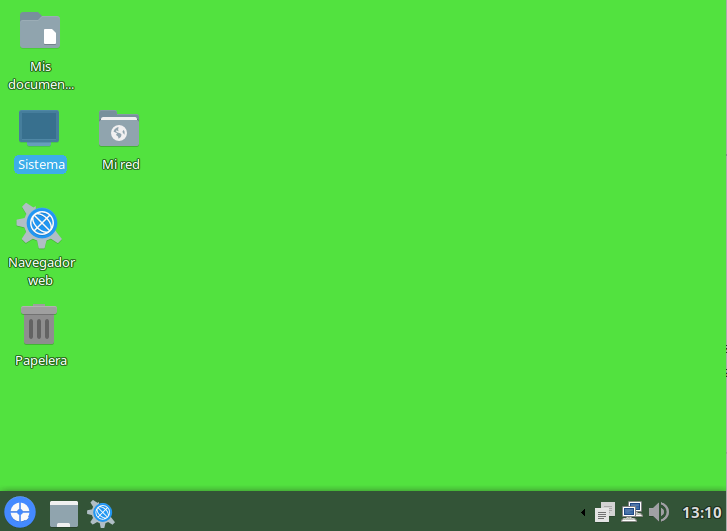 Mis
documen...
Sistema
Mi red
Navegador
web
Papelera
13:10